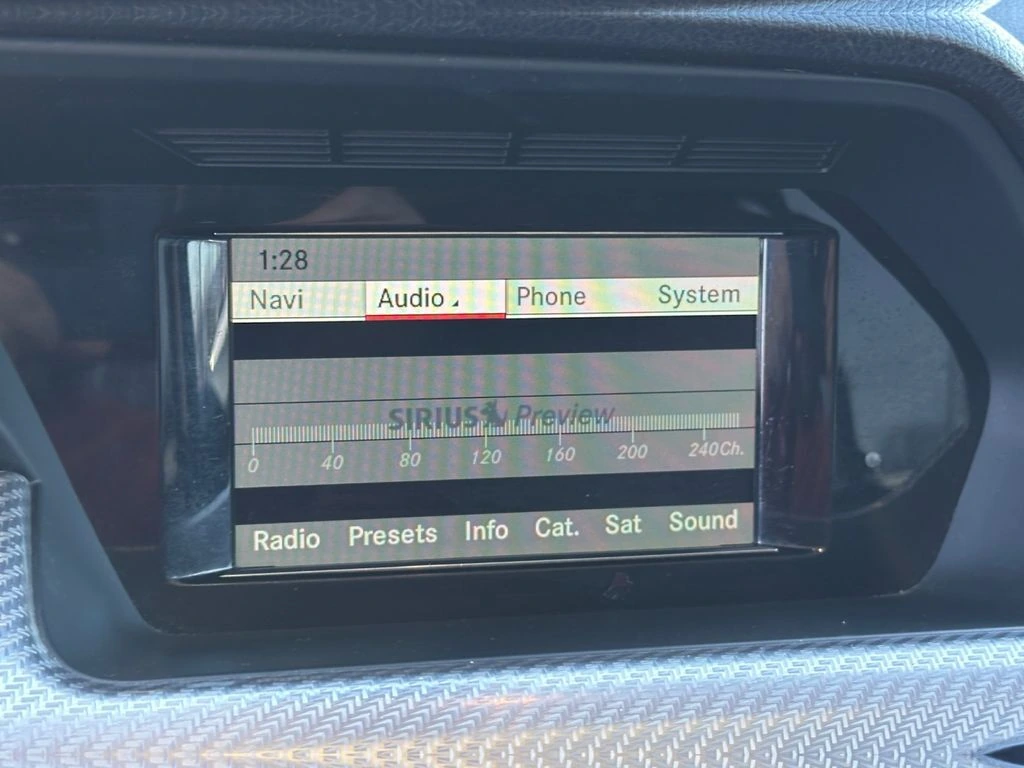 1:28
Navi Audio Phone System
SIRIUS Preview
0 40 80 120 160 200 240Ch.
Radio Presets Info Cat. Sat Sound